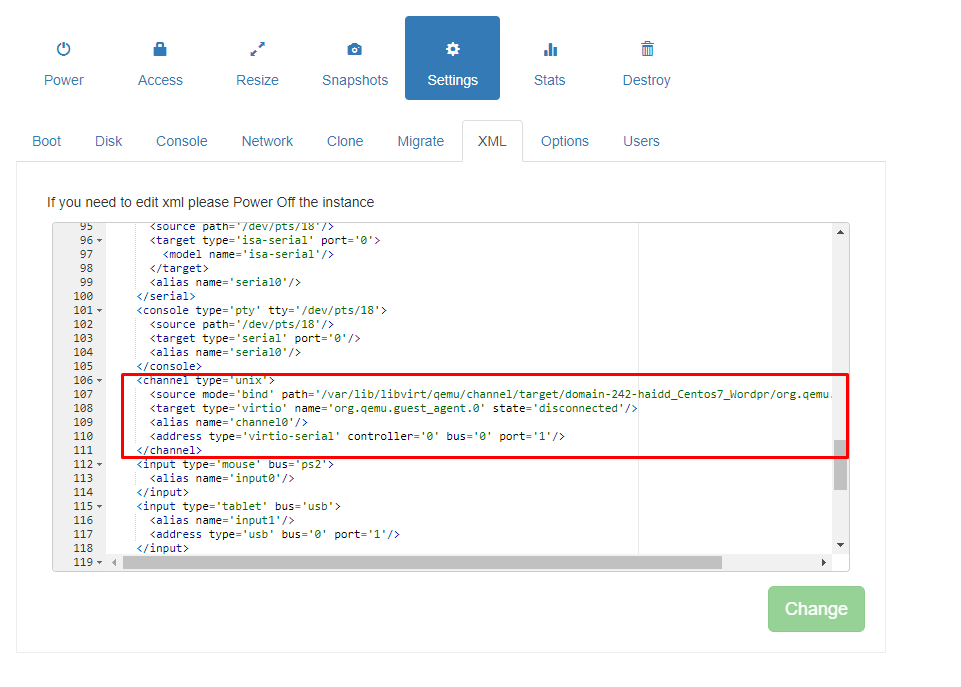 Power Access Resize Snapshots Settings Stats Destroy
Boot Disk Console Network Clone Migrate XML Options Users
If you need to edit xml please Power Off the instance
95 <source path='/dev/pts/18'/>
96 <target type='isa-serial' port='0'>
97 <model name='isa-serial'/>
98 </target>
99 <alias name='serial0'/>
100 </serial>
101 <console type='pty' tty='/dev/pts/18'>
102 <source path='/dev/pts/18'/>
103 <target type='serial' port='0'/>
104 <alias name='serial0'/>
105 </console>
106 <channel type='unix'>
107 <source mode='bind' path='/var/lib/libvirt/qemu/channel/target/domain-242-haidd_Centos7_Wordpr/org.qemu.
108 <target type='virtio' name='org.qemu.guest_agent.0' state='disconnected'/>
109 <alias name='channel0'/>
110 <address type='virtio-serial' controller='0' bus='0' port='1'/>
111 </channel>
112 <input type='mouse' bus='ps2'>
113 <alias name='input0'/>
114 </input>
115 <input type='tablet' bus='usb'>
116 <alias name='input1'/>
117 <address type='usb' bus='0' port='1'/>
118 </input>
119
Change